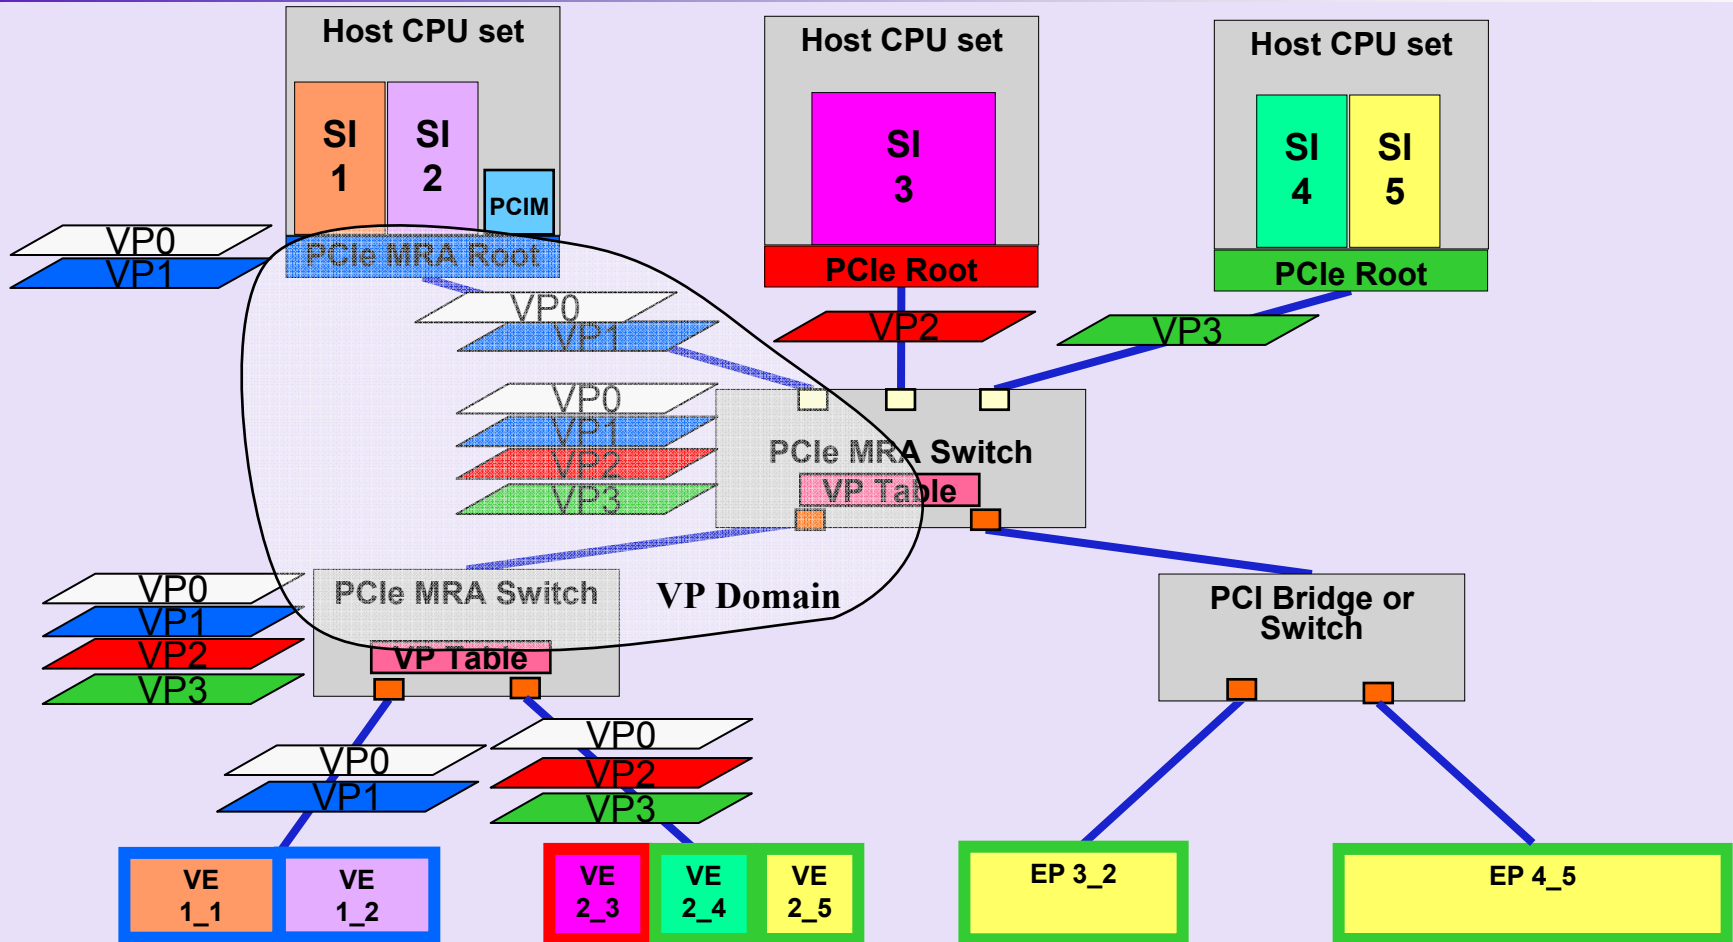 Host CPU set
Host CPU set
Host CPU set
SI
1
SI
2
PCIM
SI
3
SI
4
SI
5
VP0
VP1
PCIe MRA Root
PCIe Root
PCIe Root
VP0
VP1
VP2
VP3
VP0
VP1
VP2
VP3
PCIe MRA Switch
VP Table
VP0
VP1
VP2
VP3
PCIe MRA Switch
VP Table
VP Domain
PCI Bridge or
Switch
VP0
VP1
VP0
VP2
VP3
VE
1_1
VE
1_2
VE
2_3
VE
2_4
VE
2_5
EP 3_2
EP 4_5